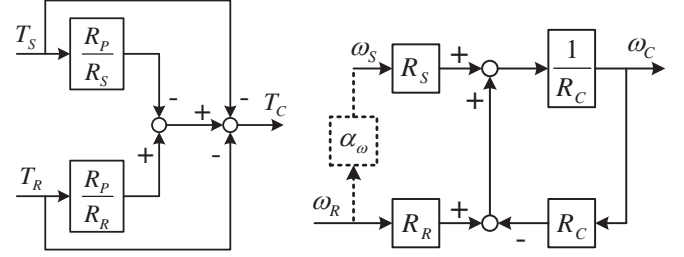 T_S
R_P
R_S
-
-
+
T_C
+
-
T_R
R_P
R_R
ω_S
R_S
+
1
R_C
ω_C
+
α_ω
ω_R
R_R
+
-
R_C